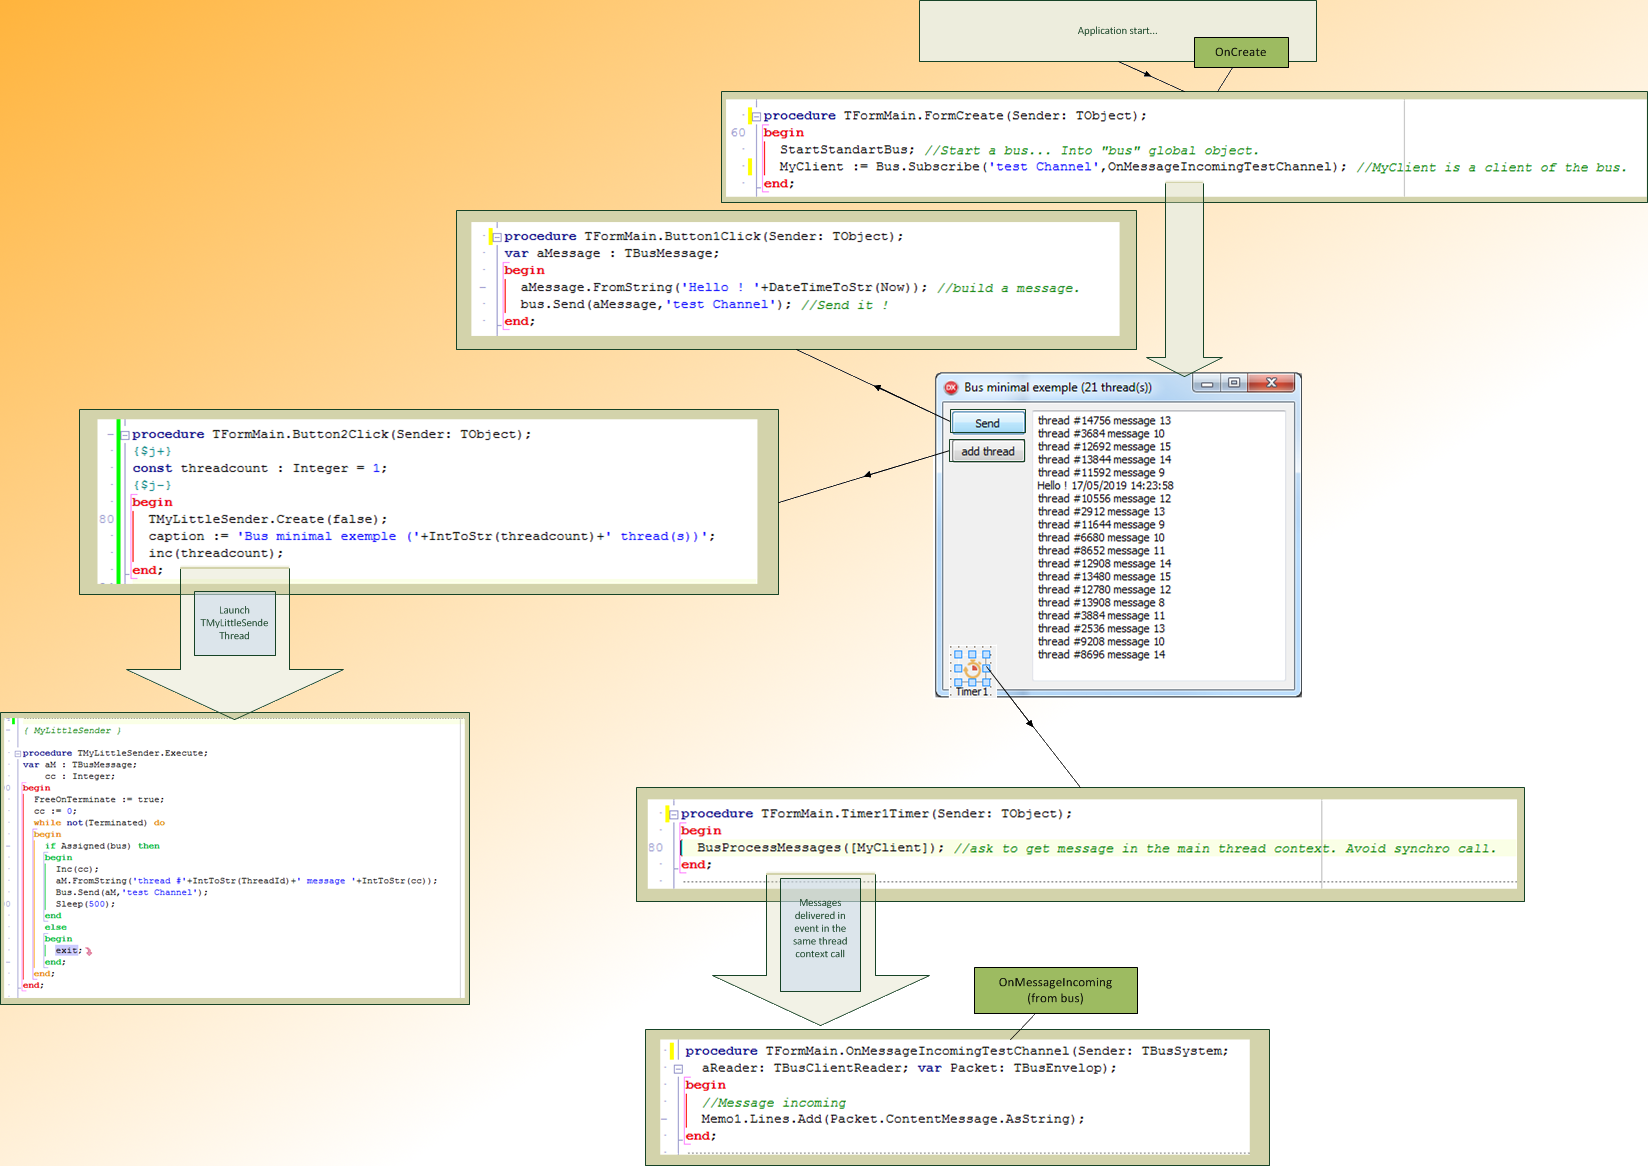 Application start...
OnCreate
procedure TFormMain.FormCreate(Sender: TObject);
60 begin
StartStandartBus; //Start a bus... Into "bus" global object.
MyClient := Bus.Subscribe('test Channel',OnMessageIncomingTestChannel); //MyClient is a client of the bus.
end;
procedure TFormMain.Button1Click(Sender: TObject);
var aMessage : TBusMessage;
begin
aMessage.FromString('Hello ! '+DateTimeToStr(Now)); //build a message.
bus.Send(aMessage,'test Channel'); //Send it !
end;
Bus minimal exemple (21 thread(s))
Send
add thread
thread #14756 message 13
thread #3684 message 10
thread #12692 message 15
thread #13844 message 14
thread #11592 message 9
Hello ! 17/05/2019 14:23:58
thread #10556 message 12
thread #2912 message 13
thread #11644 message 9
thread #6680 message 10
thread #8652 message 11
thread #12908 message 14
thread #13480 message 15
thread #12780 message 12
thread #13908 message 8
thread #3884 message 11
thread #2536 message 13
thread #9208 message 10
thread #8696 message 14
Timer1
procedure TFormMain.Button2Click(Sender: TObject);
{$j+}
const threadcount : Integer = 1;
{$j-}
begin
80 TMyLittleSender.Create(false);
caption := 'Bus minimal exemple ('+IntToStr(threadcount)+' thread(s))';
inc(threadcount);
end;
Launch
TMyLittleSende
Thread
{ MyLittleSender }
procedure TMyLittleSender.Execute;
var aM : TBusMessage;
cc : Integer;
begin
FreeOnTerminate := true;
cc := 0;
while not(Terminated) do
begin
if Assigned(bus) then
begin
Inc(cc);
aM.FromString('thread #'+IntToStr(ThreadId)+' message '+IntToStr(cc));
Bus.Send(aM,'test Channel');
Sleep(500);
end
else
begin
exit;
end;
end;
end;
procedure TFormMain.Timer1Timer(Sender: TObject);
begin
80 BusProcessMessages([MyClient]); //ask to get message in the main thread context. Avoid synchro call.
end;
Messages
delivered in
event in the
same thread
context call
OnMessageIncoming
(from bus)
procedure TFormMain.OnMessageIncomingTestChannel(Sender: TBusSystem;
aReader: TBusClientReader; var Packet: TBusEnvelop);
begin
//Message incoming
Memo1.Lines.Add(Packet.ContentMessage.AsString);
end;